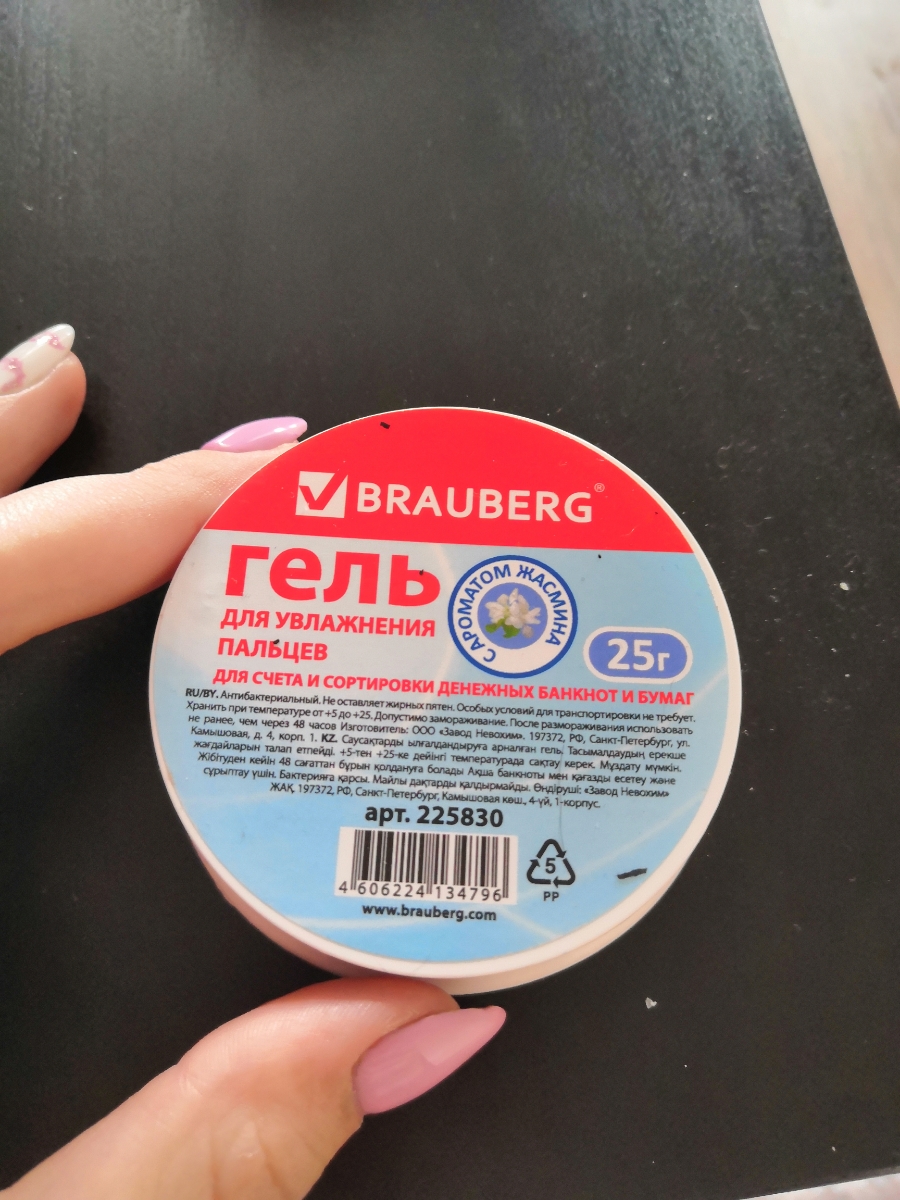 BRAUBERG®
гель
ДЛЯ УВЛАЖНЕНИЯ
ПАЛЬЦЕВ
С АРОМАТОМ ЖАСМИНА
25г
ДЛЯ СЧЕТА И СОРТИРОВКИ ДЕНЕЖНЫХ БАНКНОТ И БУМАГ
RU/BY. Антибактериальный. Не оставляет жирных пятен. Особых условий для транспортировки не требует.
Хранить при температуре от +5 до +25. Допустимо замораживание. После размораживания использовать
не ранее, чем через 48 часов Изготовитель: ООО «Завод Невохим». 197372, РФ, Санкт-Петербург, ул.
Камышовая, д. 4, корп. 1. KZ. Саусақтарды ылғалдандыруға арналған гель. Тасымалдаудың ерекше
жағдайларын талап етпейді. +5-тен +25-ке дейінгі температурада сақтау керек. Мұздату мүмкін.
Жібітуден кейін 48 сағаттан бұрын қолдануға болады Ақша банкноты мен қағазды есетеу және
сұрыптау үшін. Бактерияға қарсы. Майлы дақтарды қалдырмайды. Өндіруші: «Завод Невохим»
ЖАҚ, 197372, РФ, Санкт-Петербург, Камышовая көш., 4-үй, 1-корпус.
арт. 225830
4 606224 134796
5
PP
www.brauberg.com